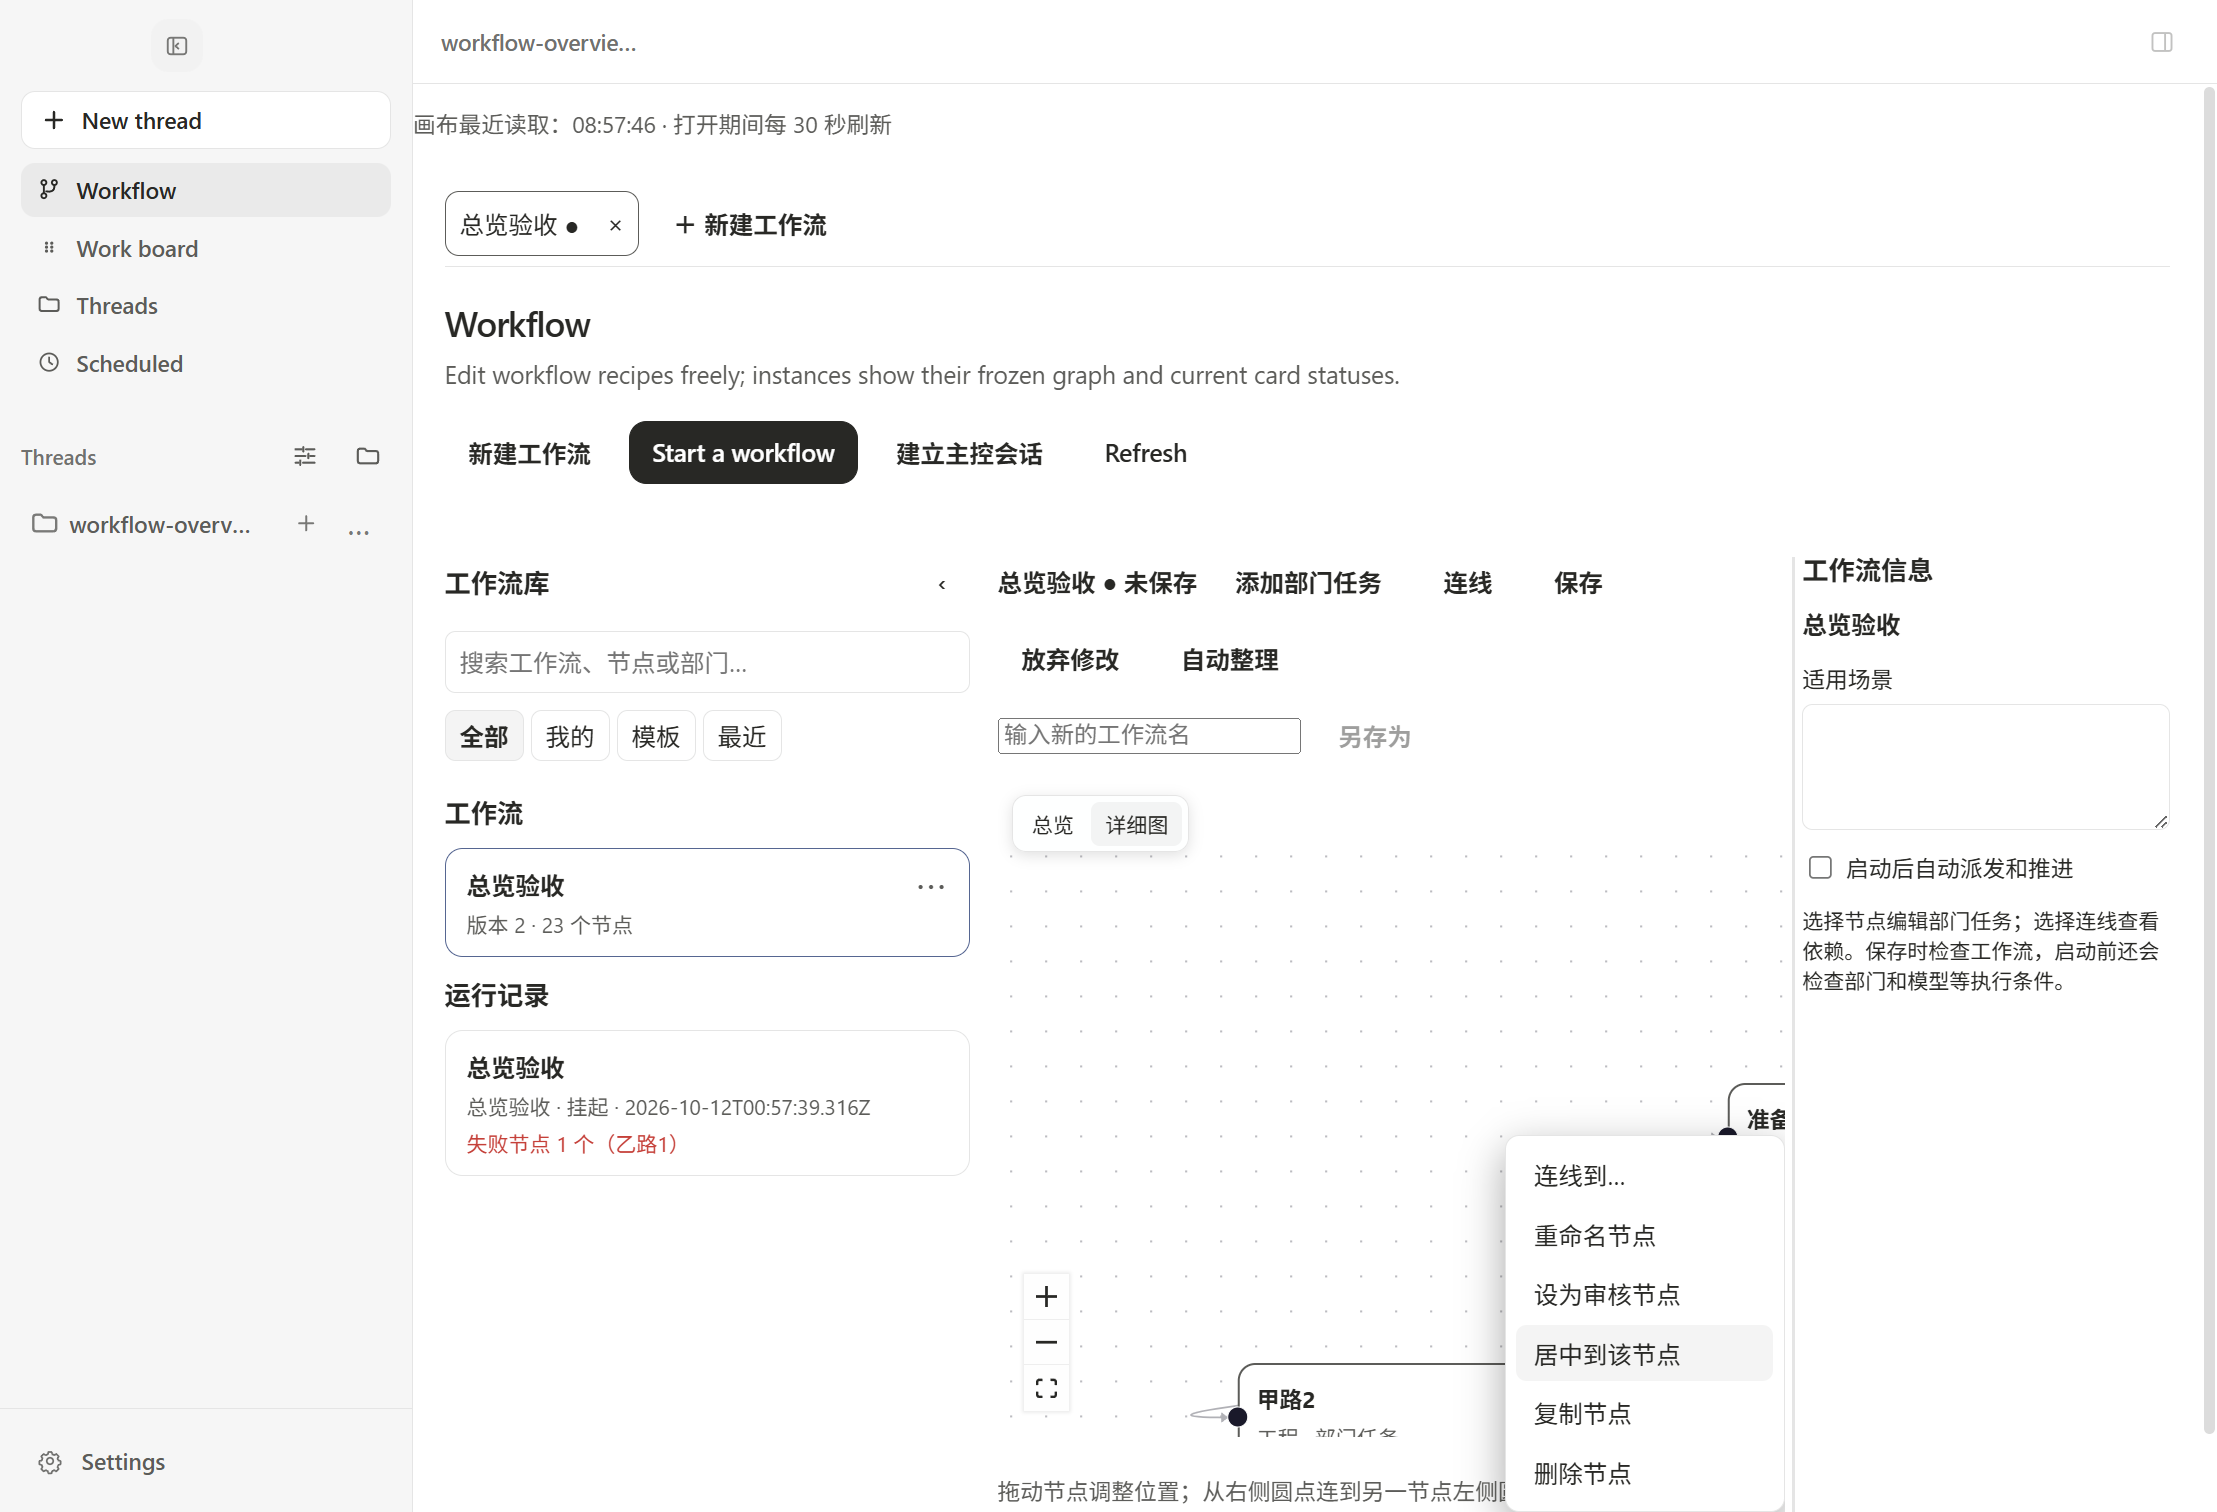 workflow-overvie...
New thread
Workflow
Work board
Threads
Scheduled
Threads
workflow-overv...
Settings
画布最近读取：08:57:46 · 打开期间每 30 秒刷新
总览验收 ● ×
+ 新建工作流
Workflow
Edit workflow recipes freely; instances show their frozen graph and current card statuses.
新建工作流
Start a workflow
建立主控会话
Refresh
工作流库
搜索工作流、节点或部门...
全部
我的
模板
最近
工作流
总览验收
版本 2 · 23 个节点
运行记录
总览验收
总览验收 · 挂起 · 2026-10-12T00:57:39.316Z
失败节点 1 个（乙路1）
总览验收 ● 未保存
添加部门任务
连线
保存
放弃修改
自动整理
输入新的工作流名
另存为
总览
详细图
准备
甲路2
工程 · 部门任务
连线到...
重命名节点
设为审核节点
居中到该节点
复制节点
删除节点
拖动节点调整位置；从右侧圆点连到另一节点左侧
工作流信息
总览验收
适用场景
启动后自动派发和推进
选择节点编辑部门任务；选择连线查看
依赖。保存时检查工作流，启动前还会
检查部门和模型等执行条件。